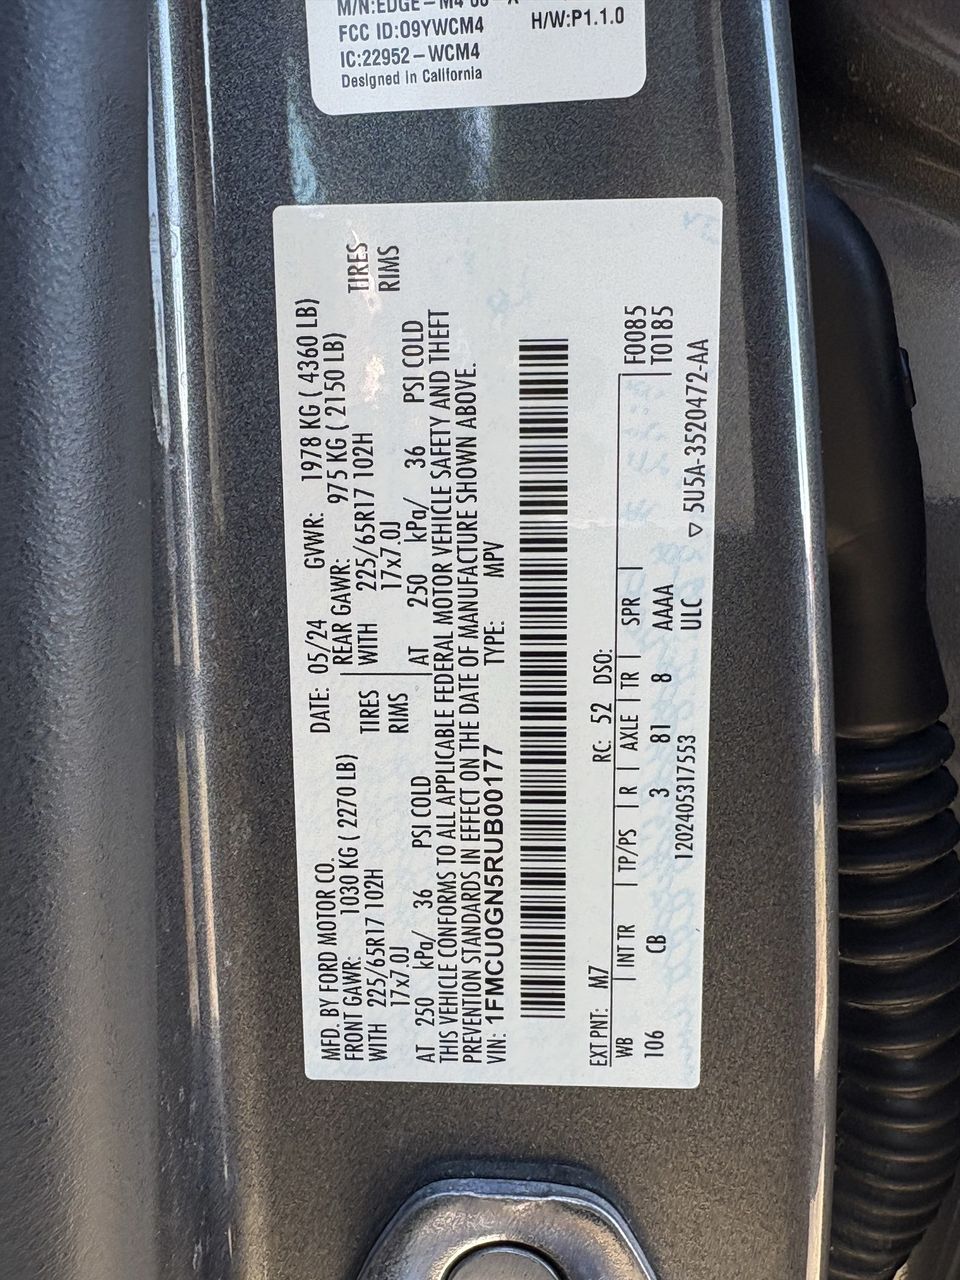 M/N:EDGE-M4
FCC ID:O9YWCM4
IC:22952-WCM4
Designed in California
H/W:P1.1.0
MFD. BY FORD MOTOR CO. DATE: 05/24 GVWR: 1978 KG ( 4360 LB)
FRONT GAWR: 1030 KG ( 2270 LB) REAR GAWR: 975 KG ( 2150 LB)
WITH 225/65R17 102H TIRES WITH 225/65R17 102H TIRES
17x7.0J RIMS 17x7.0J RIMS
AT 250 kPa/ 36 PSI COLD AT 250 kPa/ 36 PSI COLD
THIS VEHICLE CONFORMS TO ALL APPLICABLE FEDERAL MOTOR VEHICLE SAFETY AND THEFT
PREVENTION STANDARDS IN EFFECT ON THE DATE OF MANUFACTURE SHOWN ABOVE.
VIN: 1FMCU0GN5RUB00177 TYPE: MPV
EXT PNT: M7 RC: 52 DSO:
WB INT TR TP/PS R AXLE TR SPR F0085
106 CB 3 81 8 AAAA T0185
1202405317553 ULC ▽ 5U5A-3520472-AA